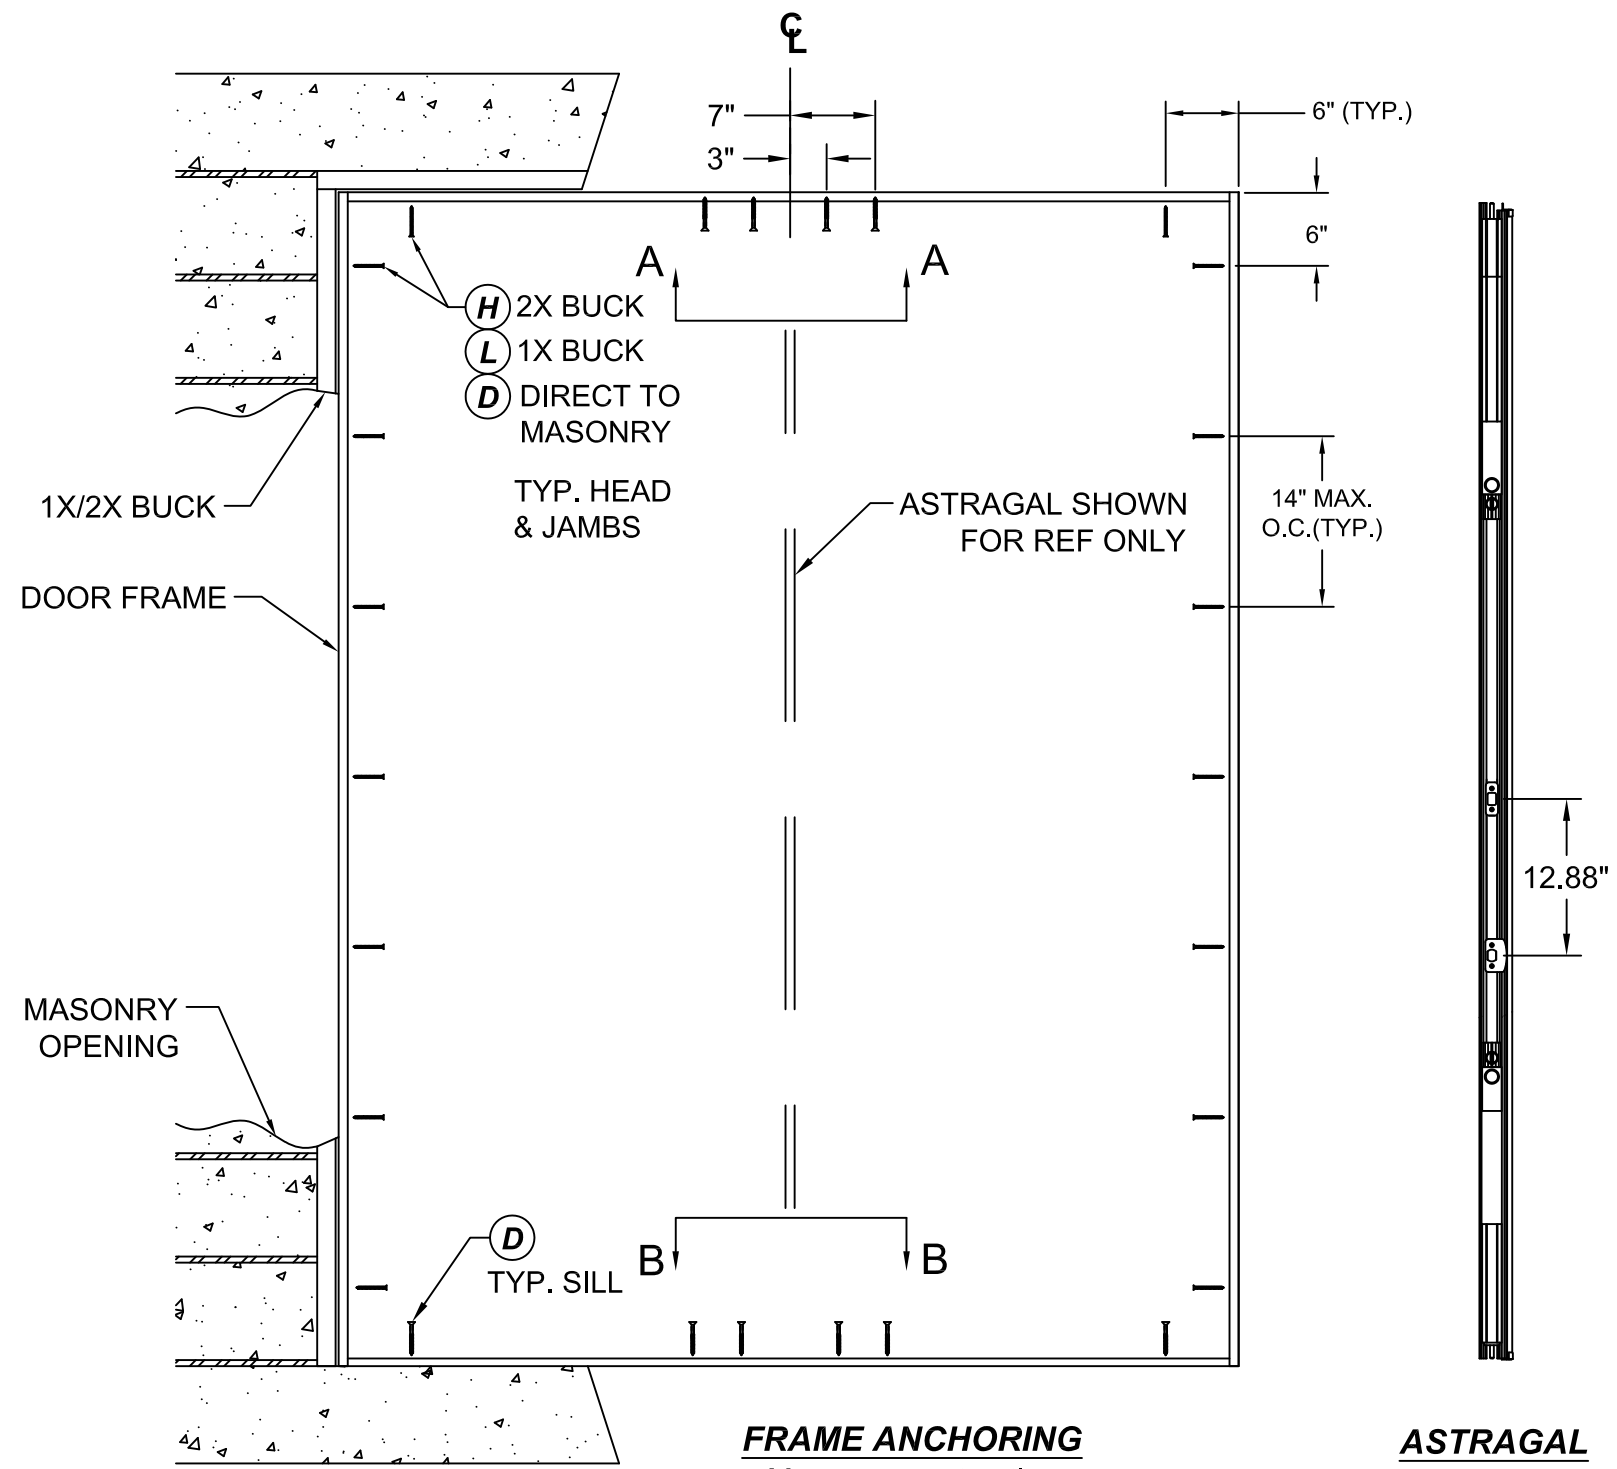 CL
7"
3"
6" (TYP.)
6"
A
A
H 2X BUCK
L 1X BUCK
D DIRECT TO
MASONRY
TYP. HEAD
& JAMBS
1X/2X BUCK
ASTRAGAL SHOWN
FOR REF ONLY
14" MAX.
O.C.(TYP.)
DOOR FRAME
12.88"
MASONRY
OPENING
D
TYP. SILL
B
B
FRAME ANCHORING
ASTRAGAL